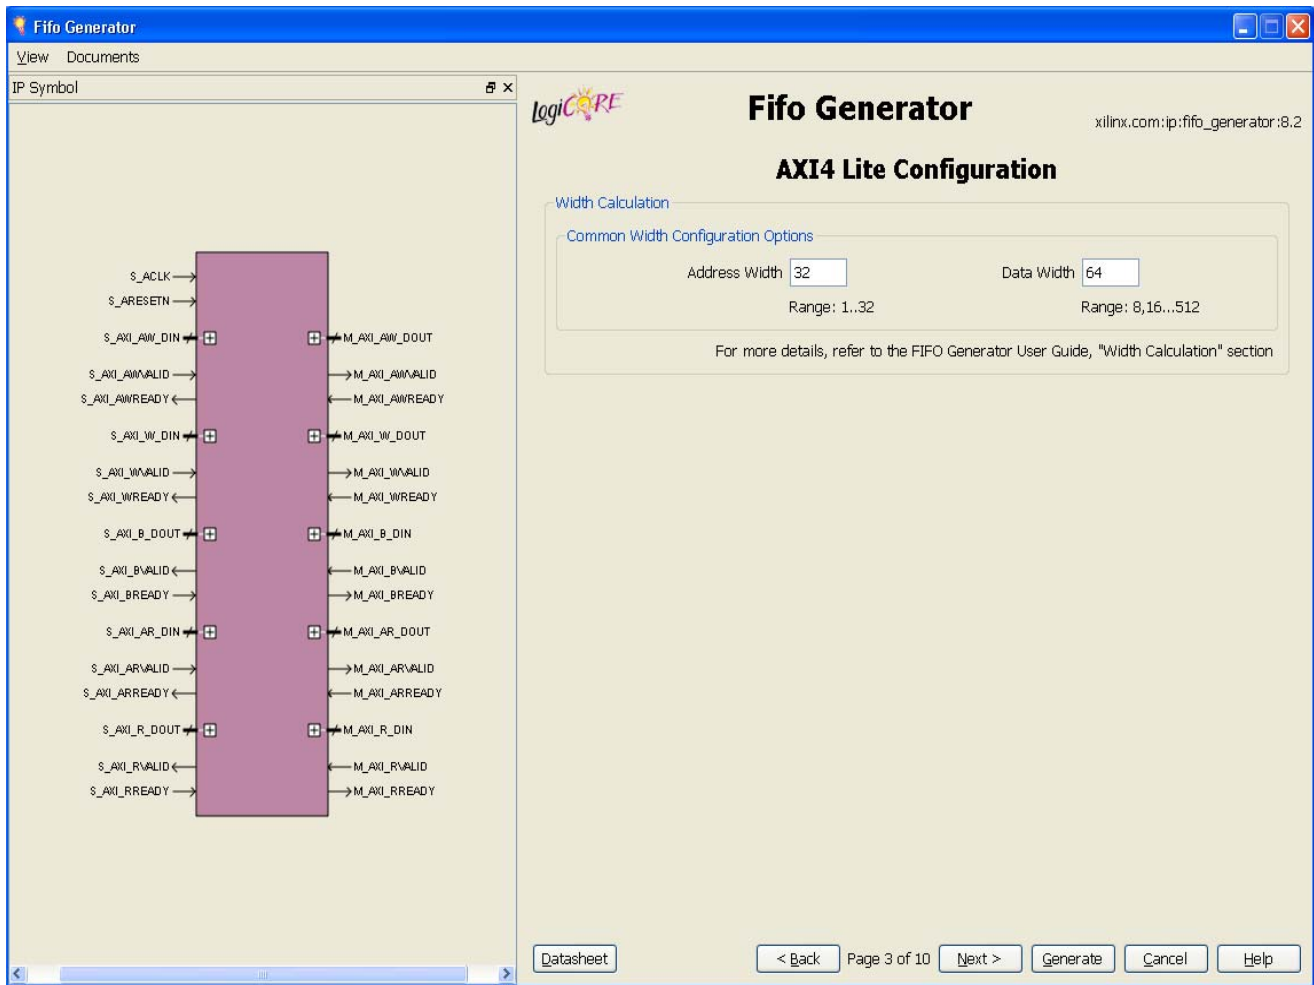 Fifo Generator
View Documents
IP Symbol
S_ACLK
S_ARESETN
S_AXI_AW_DIN M_AXI_AW_DOUT
S_AXI_AWVALID M_AXI_AWVALID
S_AXI_AWREADY M_AXI_AWREADY
S_AXI_W_DIN M_AXI_W_DOUT
S_AXI_WVALID M_AXI_WVALID
S_AXI_WREADY M_AXI_WREADY
S_AXI_B_DOUT M_AXI_B_DIN
S_AXI_BVALID M_AXI_BVALID
S_AXI_BREADY M_AXI_BREADY
S_AXI_AR_DIN M_AXI_AR_DOUT
S_AXI_ARVALID M_AXI_ARVALID
S_AXI_ARREADY M_AXI_ARREADY
S_AXI_R_DOUT M_AXI_R_DIN
S_AXI_RVALID M_AXI_RVALID
S_AXI_RREADY M_AXI_RREADY
LogiCORE
Fifo Generator
xilinx.com:ip:fifo_generator:8.2
AXI4 Lite Configuration
Width Calculation
Common Width Configuration Options
Address Width 32 Data Width 64
Range: 1..32 Range: 8,16...512
For more details, refer to the FIFO Generator User Guide, "Width Calculation" section
Datasheet < Back Page 3 of 10 Next > Generate Cancel Help